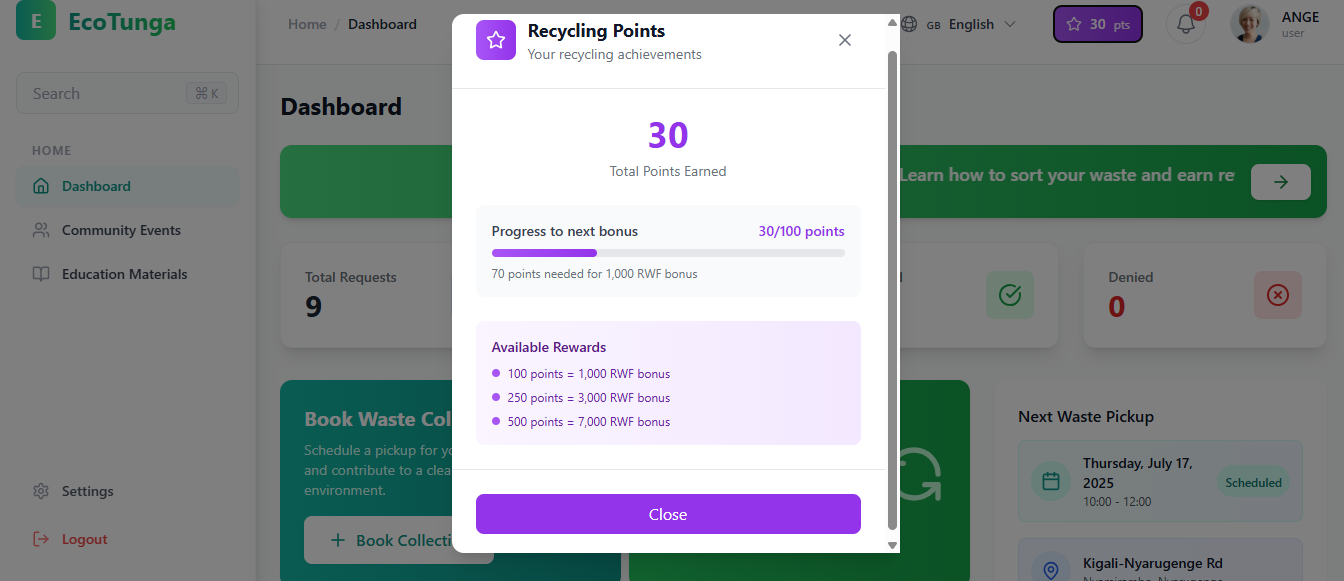 E EcoTunga
Home / Dashboard
GB English
30 pts
0
ANGE
user
Search ⌘ K
HOME
Dashboard
Community Events
Education Materials
Settings
Logout
Dashboard
Learn how to sort your waste and earn re
Total Requests
9
Denied
0
Book Waste Col
Schedule a pickup for yo
and contribute to a clea
environment.
+ Book Collecti
Next Waste Pickup
Thursday, July 17,
2025
10:00 - 12:00
Scheduled
Kigali-Nyarugenge Rd
Recycling Points
Your recycling achievements
30
Total Points Earned
Progress to next bonus 30/100 points
70 points needed for 1,000 RWF bonus
Available Rewards
100 points = 1,000 RWF bonus
250 points = 3,000 RWF bonus
500 points = 7,000 RWF bonus
Close